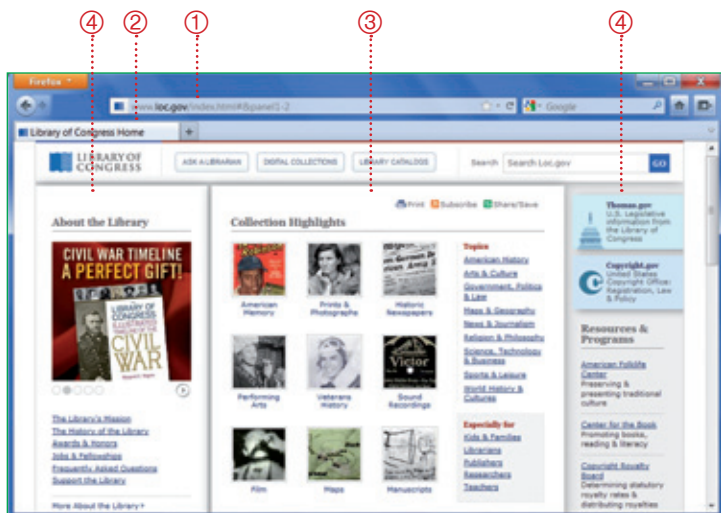 ④ ② ① ③ ④
Firefox
www.loc.gov/index.html#&panel1-2
Google
Library of Congress Home
LIBRARY OF
CONGRESS
ASK A LIBRARIAN
DIGITAL COLLECTIONS
LIBRARY CATALOGS
Search
Search Loc.gov
GO
About the Library
CIVIL WAR TIMELINE
A PERFECT GIFT!
THE
LIBRARY OF
CONGRESS
ILLUSTRATED
TIMELINE OF THE
CIVIL
WAR
The Library's Mission
The History of the Library
Awards & Honors
Jobs & Fellowships
Frequently Asked Questions
Support the Library
More About the Library
Print
Subscribe
Share/Save
Collection Highlights
American
Memory
Prints &
Photographs
Historic
Newspapers
Performing
Arts
Veterans
History
Victor
Sound
Recordings
Film
Maps
Manuscripts
Topics
American History
Arts & Culture
Government, Politics
& Law
Maps & Geography
News & Journalism
Religion & Philosophy
Science, Technology
& Business
Sports & Leisure
World History &
Cultures
Especially for
Kids & Families
Librarians
Publishers
Researchers
Teachers
Thomas.gov
U.S. Legislative
information from
the Library of
Congress
Copyright.gov
United States
Copyright Office:
Registration, Law
& Policy
Resources &
Programs
American Folklife
Center
Preserving &
presenting traditional
culture
Center for the Book
Promoting books,
reading & literacy
Copyright Royalty
Board
Determining statutory
royalty rates &
distributing royalties